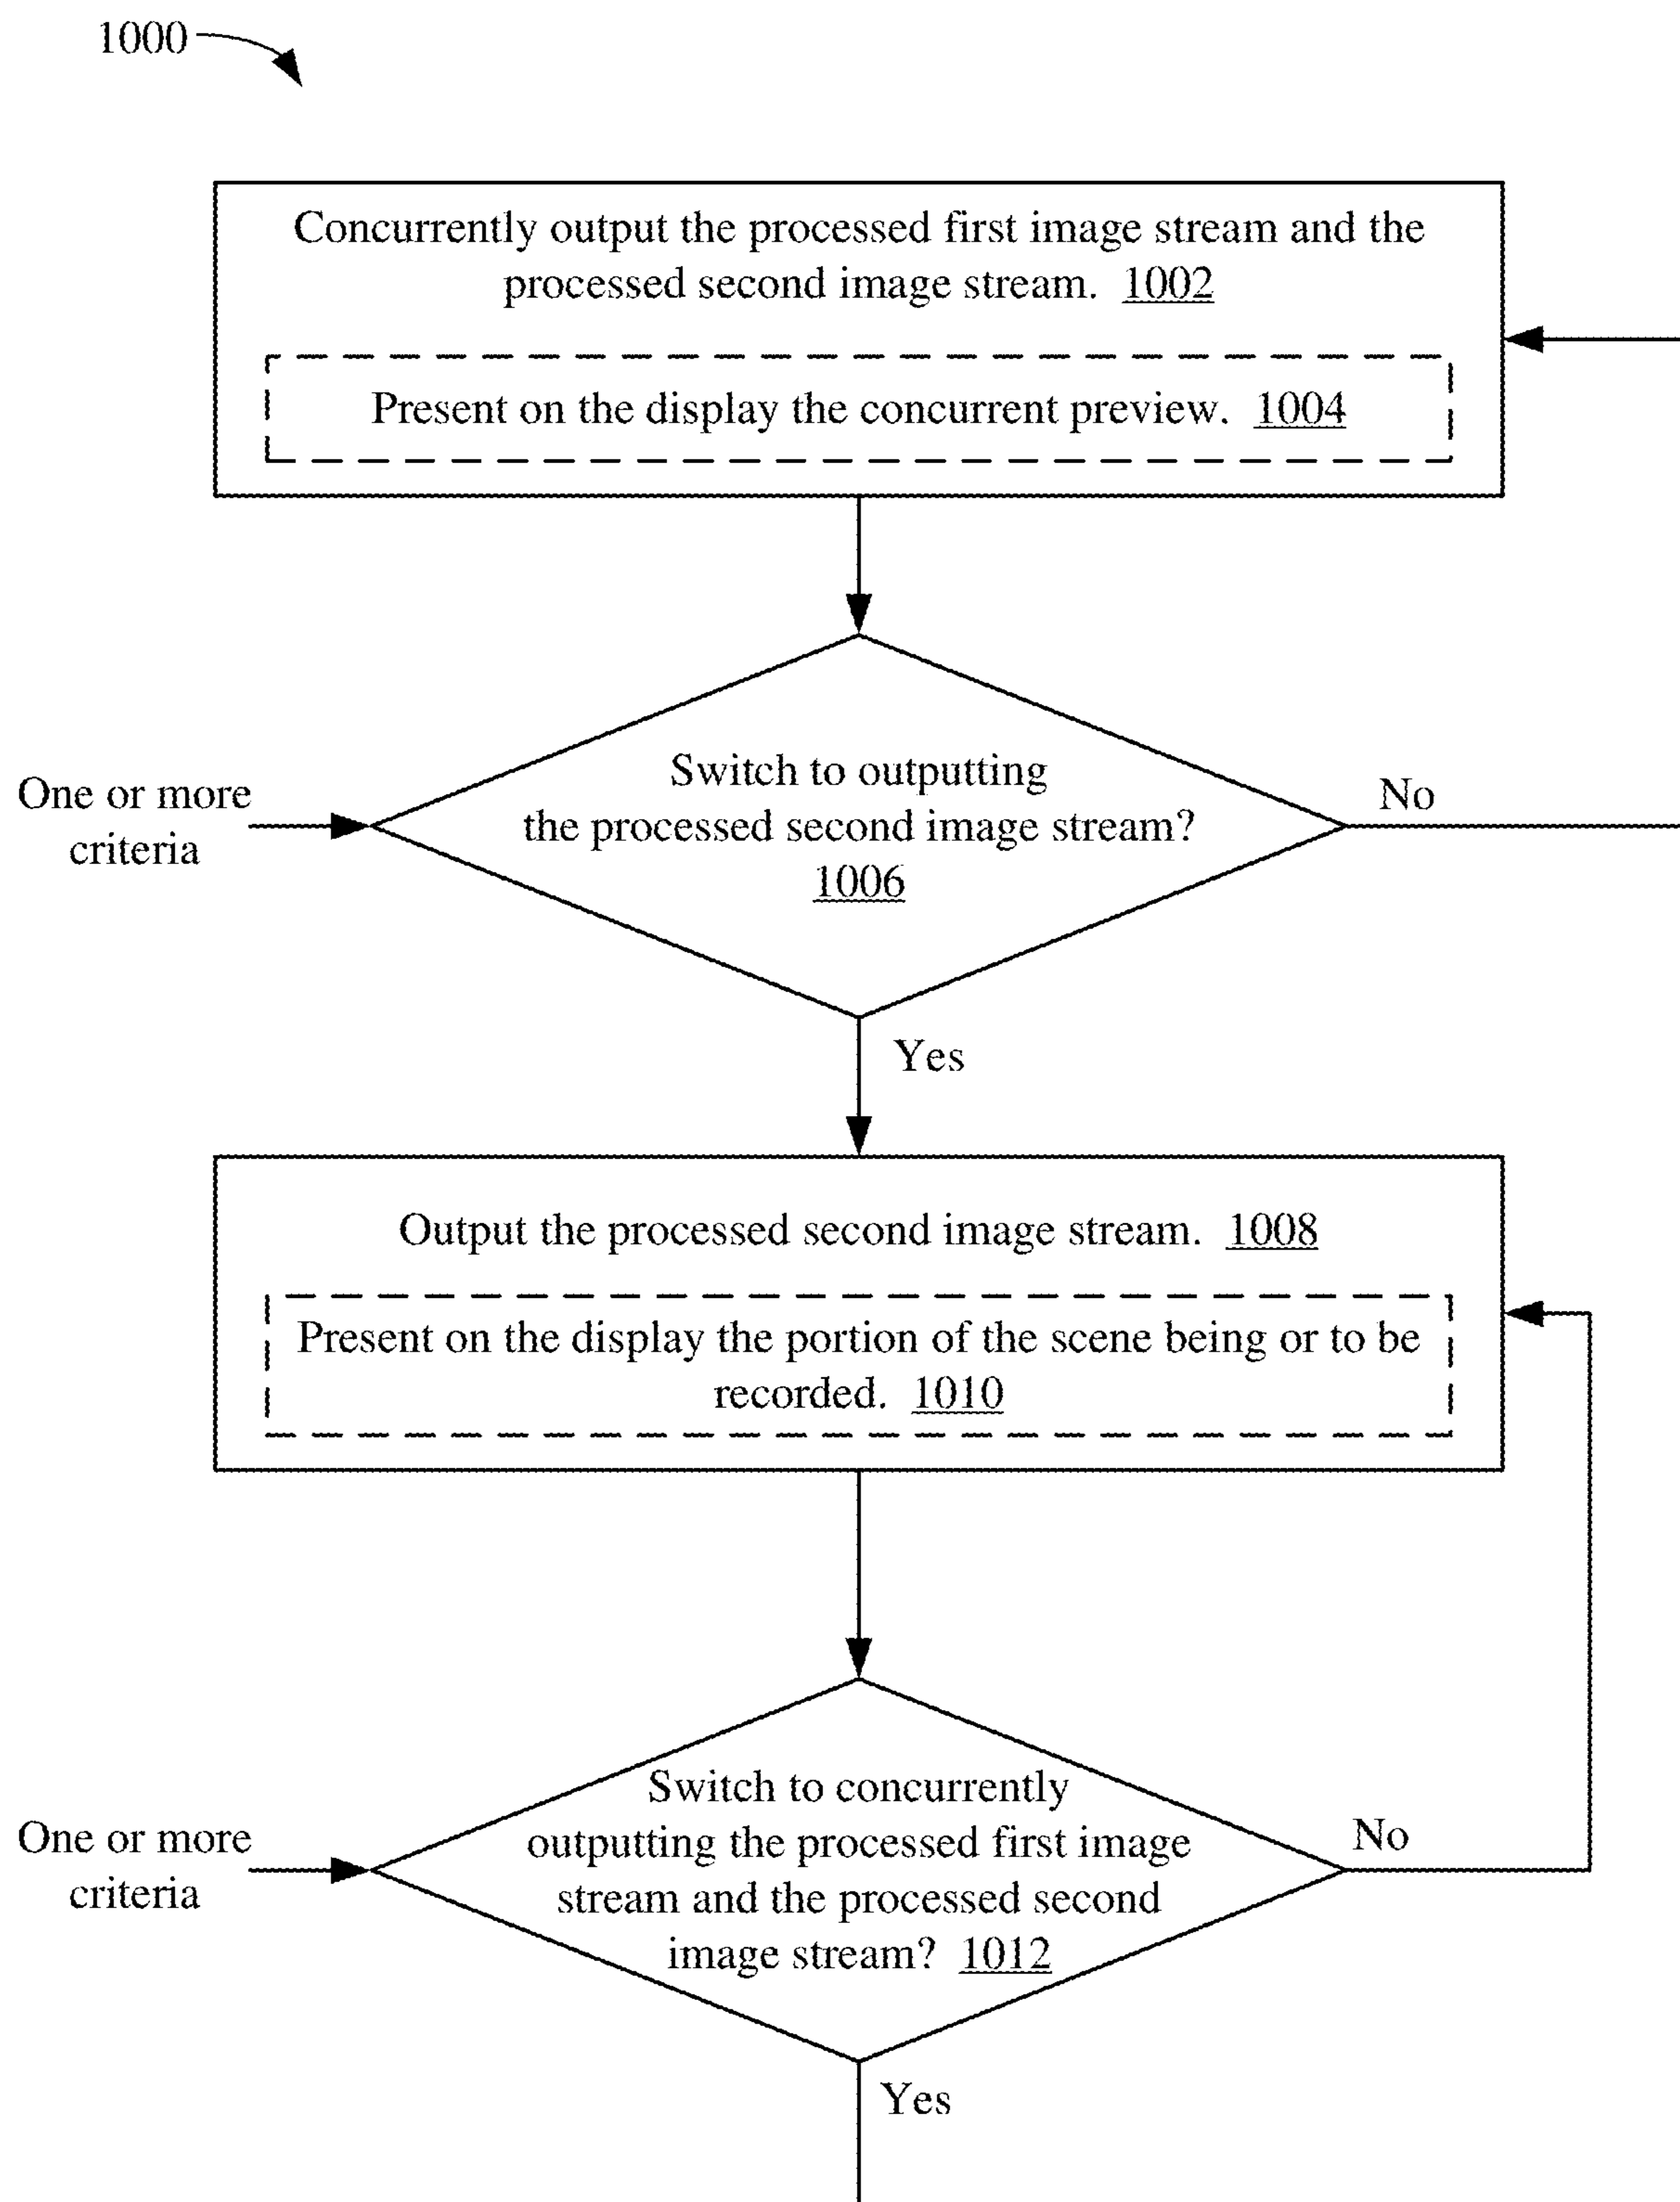 1000
Concurrently output the processed first image stream and the
processed second image stream. 1002
Present on the display the concurrent preview. 1004
One or more
criteria
Switch to outputting
the processed second image stream?
1006
No
Yes
Output the processed second image stream. 1008
Present on the display the portion of the scene being or to be
recorded. 1010
One or more
criteria
Switch to concurrently
outputting the processed first image
stream and the processed second
image stream? 1012
No
Yes